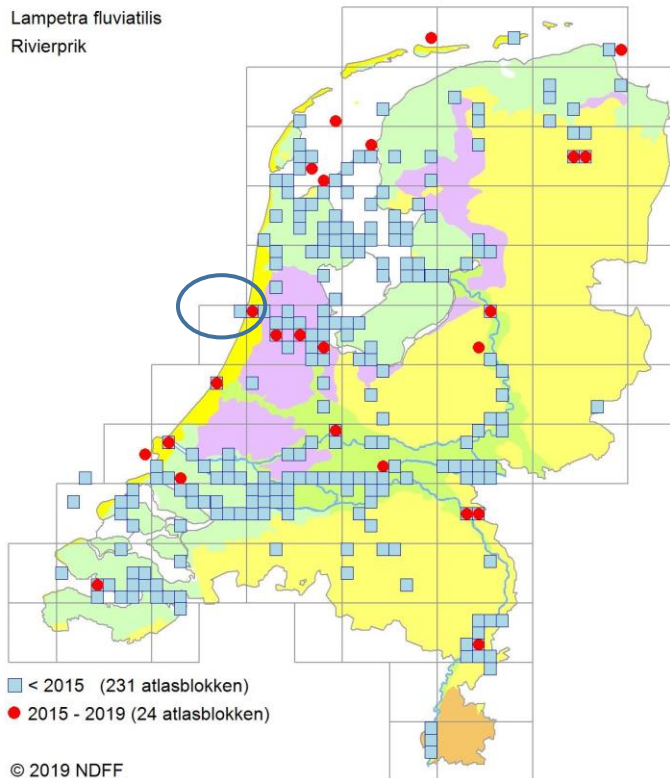 Lampetra fluviatilis
Rivierprik
< 2015 (231 atlasblokken)
2015 - 2019 (24 atlasblokken)
© 2019 NDFF